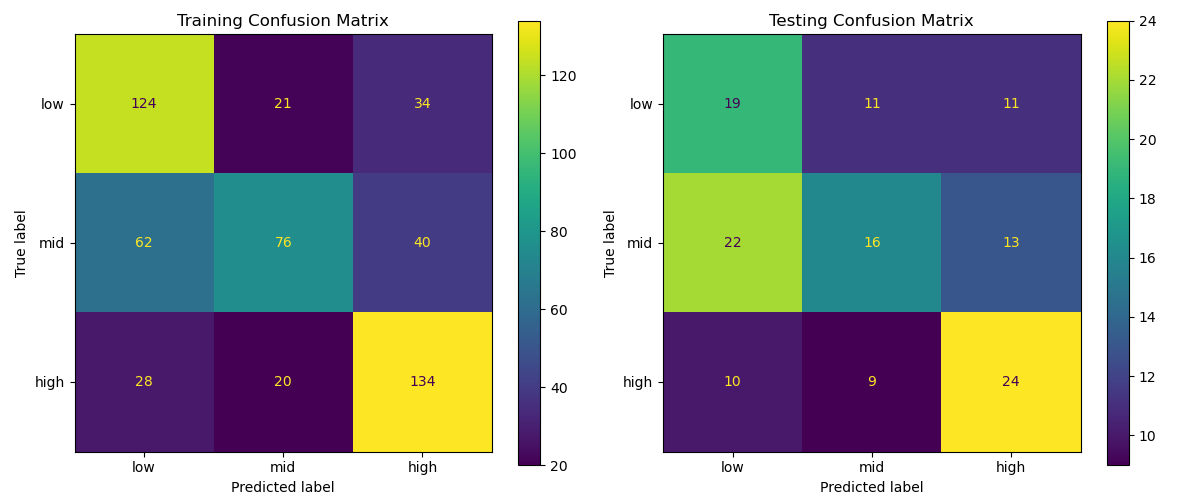 Training Confusion Matrix
True label
low
mid
high
124 21 34
62 76 40
28 20 134
low mid high
Predicted label
120
100
80
60
40
20
Testing Confusion Matrix
True label
low
mid
high
19 11 11
22 16 13
10 9 24
low mid high
Predicted label
24
22
20
18
16
14
12
10